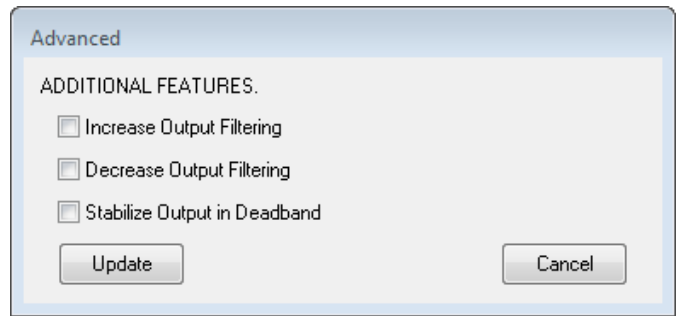 Advanced
ADDITIONAL FEATURES.
Increase Output Filtering
Decrease Output Filtering
Stabilize Output in Deadband
Update Cancel